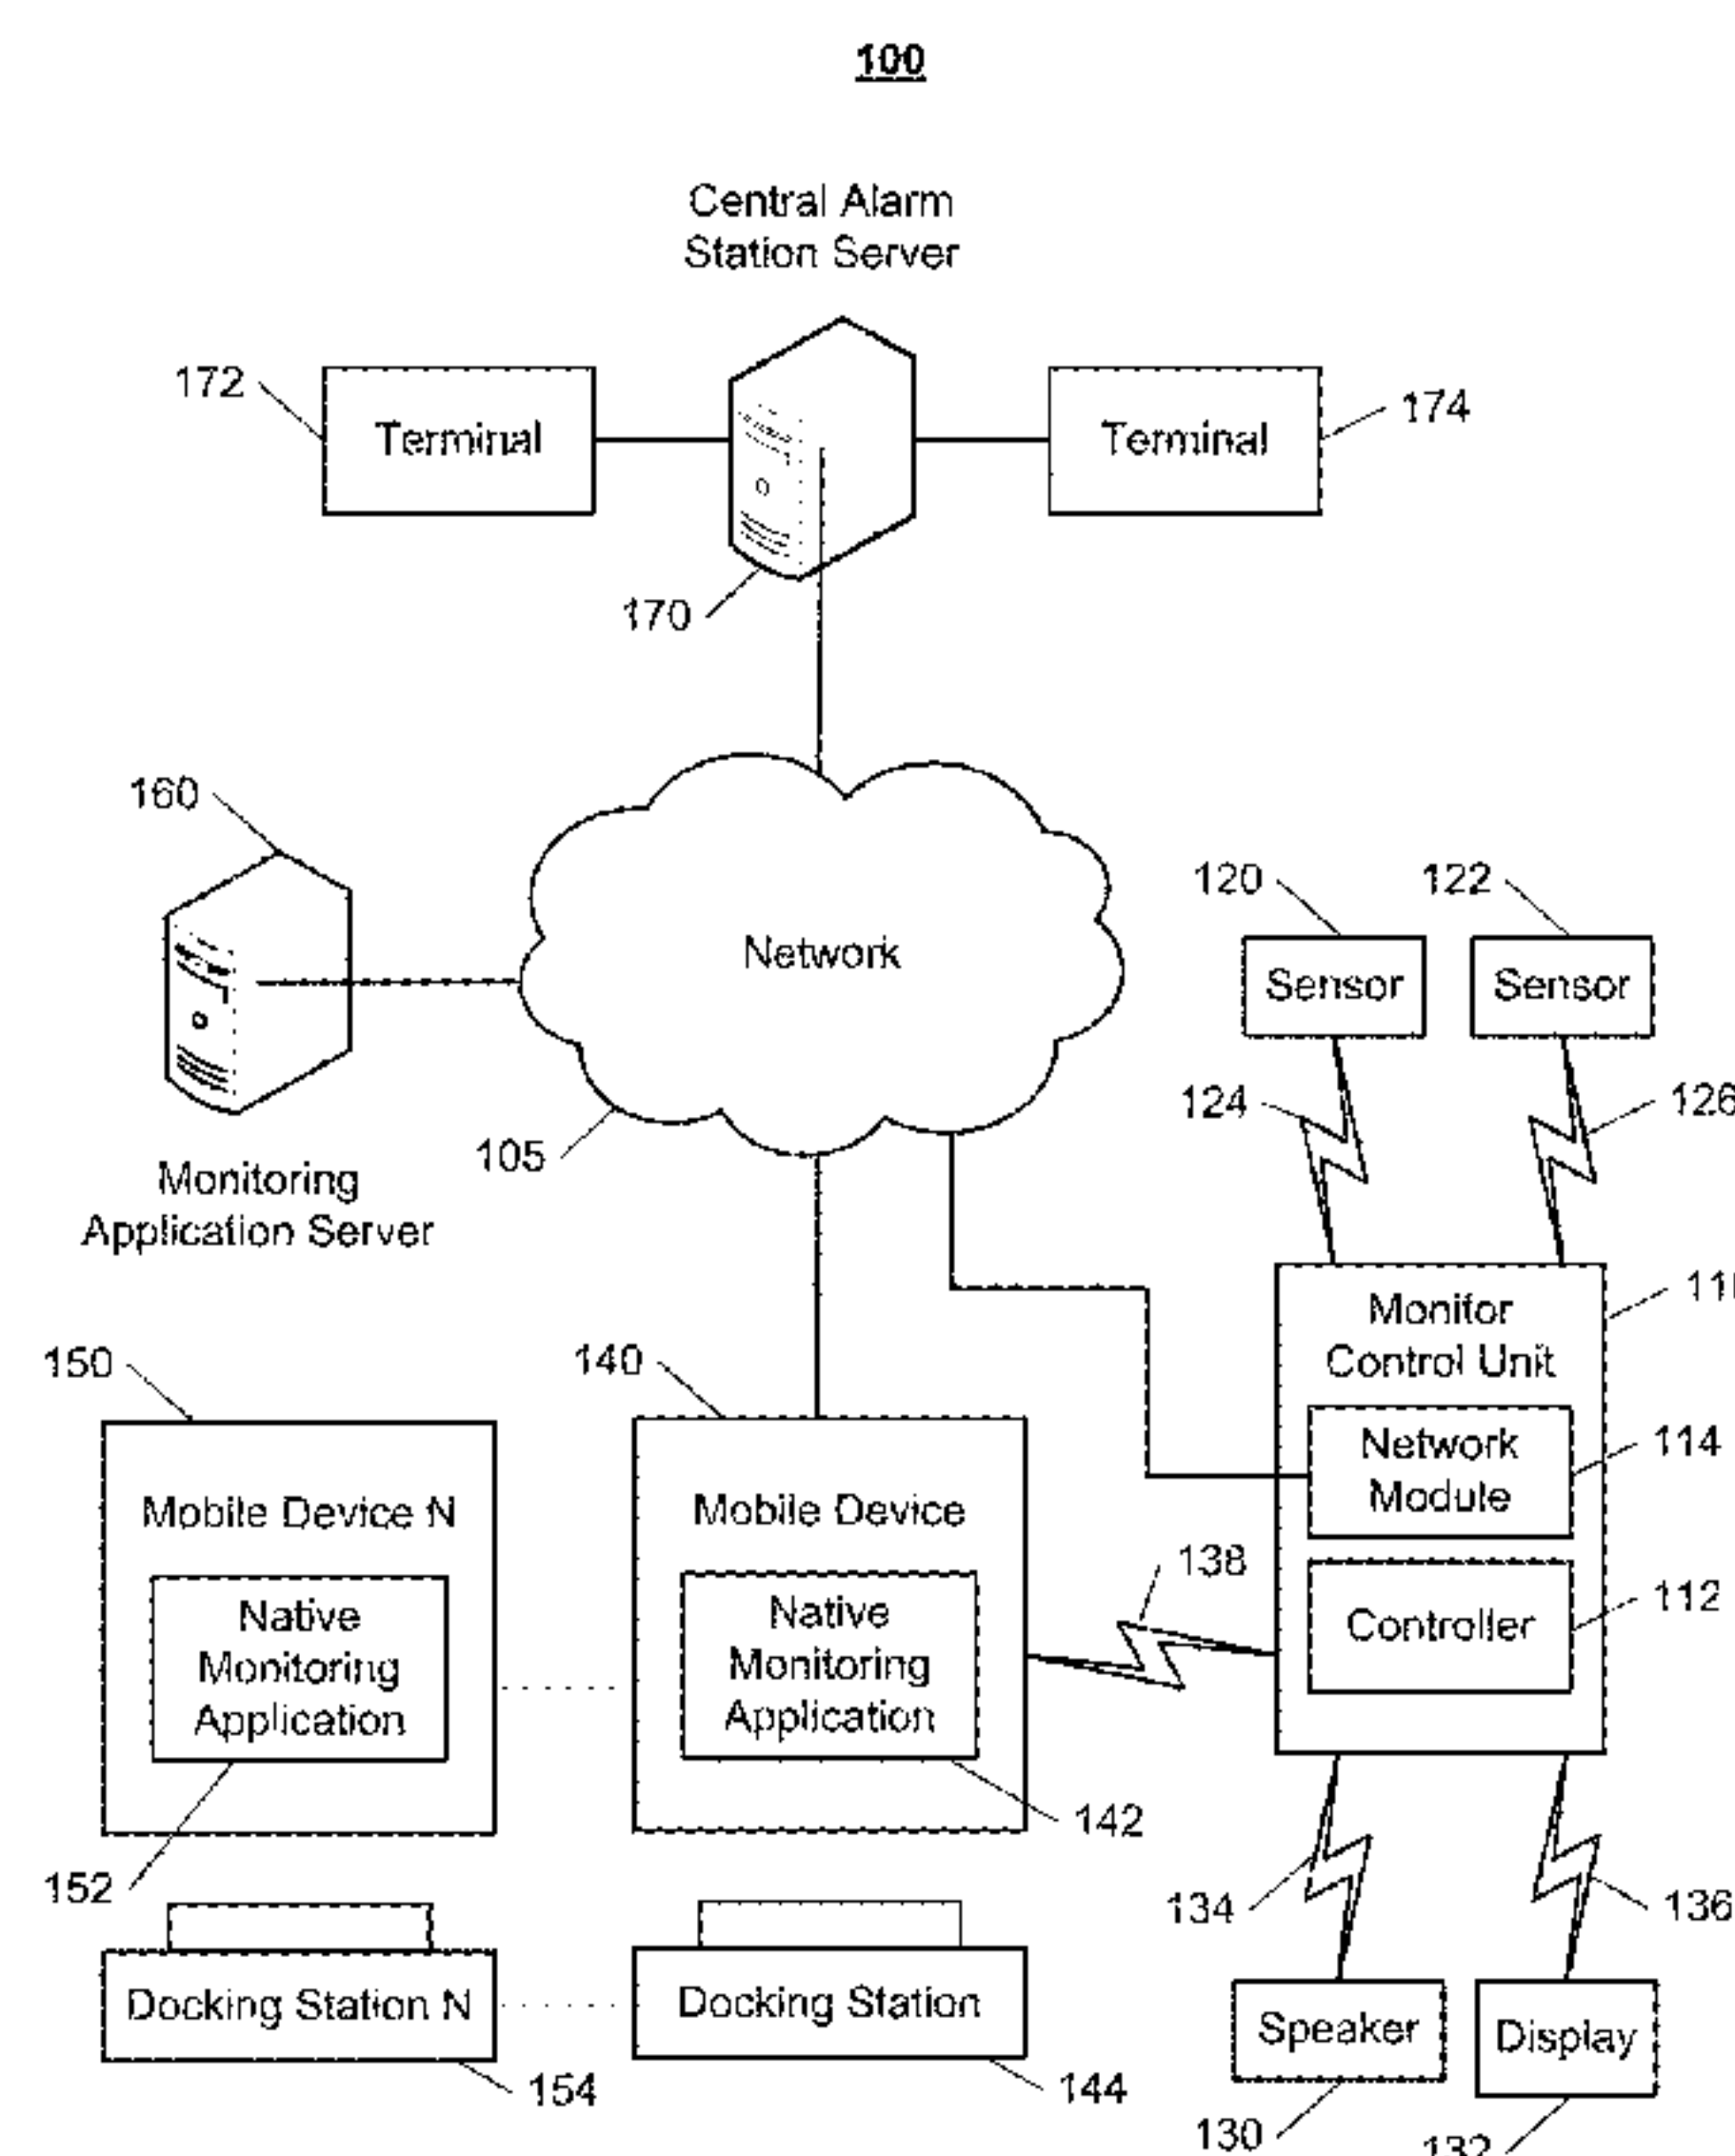 100
Central Alarm
Station Server
172
Terminal
Terminal
174
170
160
Network
120
122
Sensor
Sensor
124
126
105
Monitoring
Application Server
Monitor
Control Unit
150
140
Network
Module
114
Mobile Device N
Mobile Device
138
Controller
112
Native
Monitoring
Application
Native
Monitoring
Application
142
152
134
136
Docking Station N
Docking Station
Speaker
Display
154
144
130
132